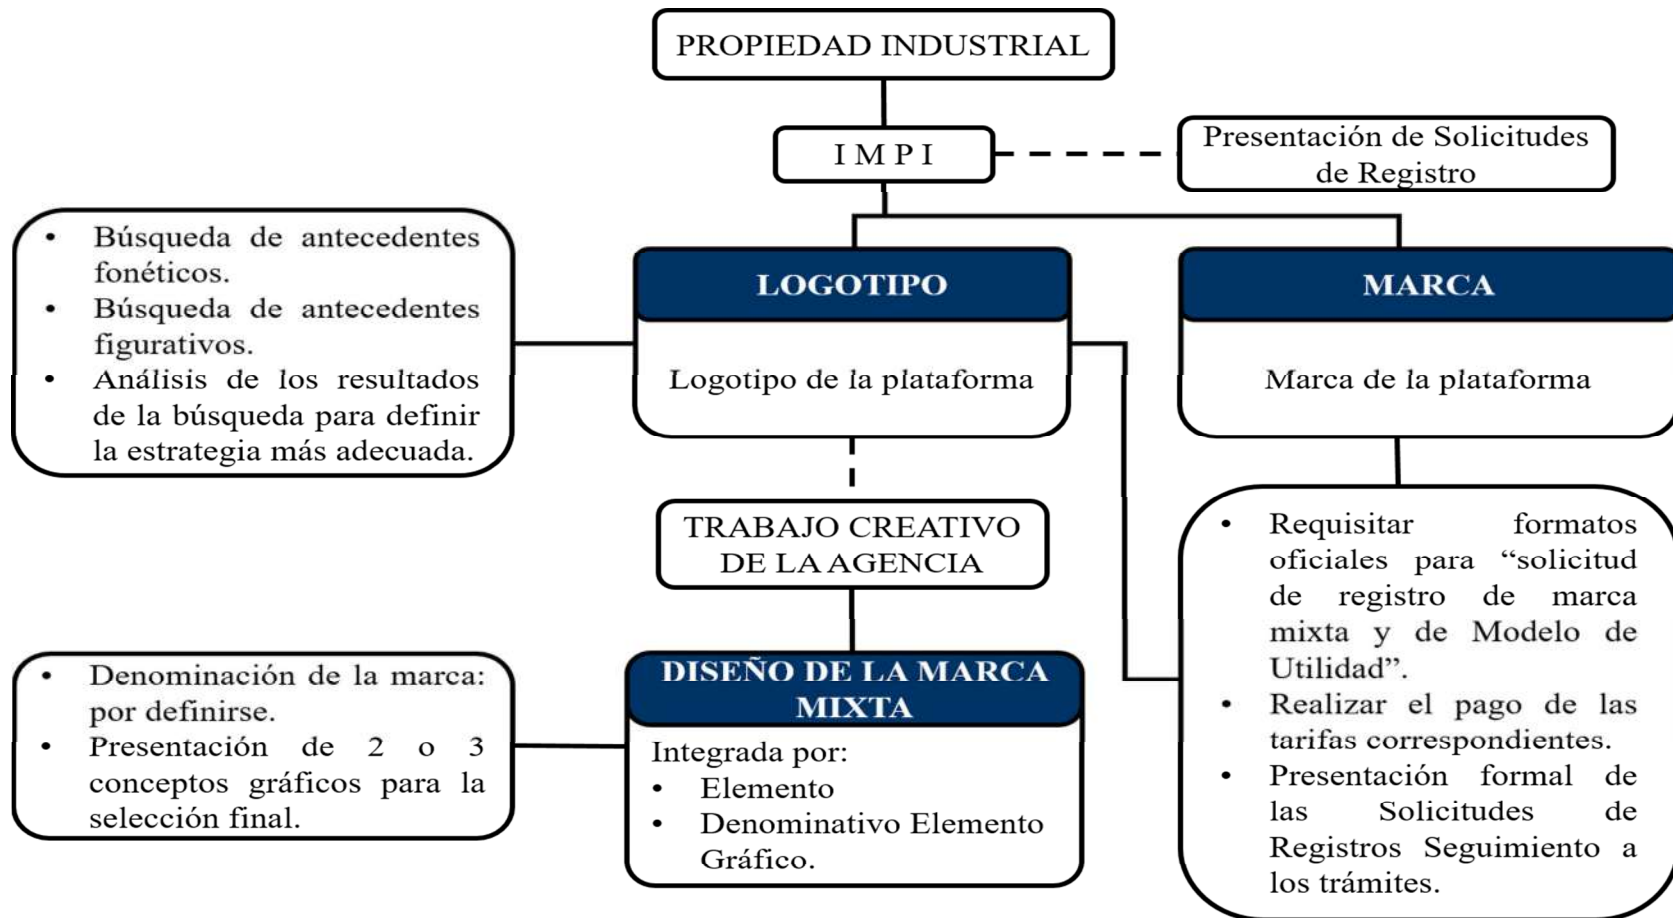 PROPIEDAD INDUSTRIAL
I M P I
Presentación de Solicitudes
de Registro
• Búsqueda de antecedentes
fonéticos.
• Búsqueda de antecedentes
figurativos.
• Análisis de los resultados
de la búsqueda para definir
la estrategia más adecuada.
LOGOTIPO
Logotipo de la plataforma
MARCA
Marca de la plataforma
TRABAJO CREATIVO
DE LA AGENCIA
• Denominación de la marca:
por definirse.
• Presentación de 2 o 3
conceptos gráficos para la
selección final.
DISEÑO DE LA MARCA
MIXTA
Integrada por:
• Elemento
• Denominativo Elemento
Gráfico.
• Requisitar formatos
oficiales para “solicitud
de registro de marca
mixta y de Modelo de
Utilidad”.
• Realizar el pago de las
tarifas correspondientes.
• Presentación formal de
las Solicitudes de
Registros Seguimiento a
los trámites.